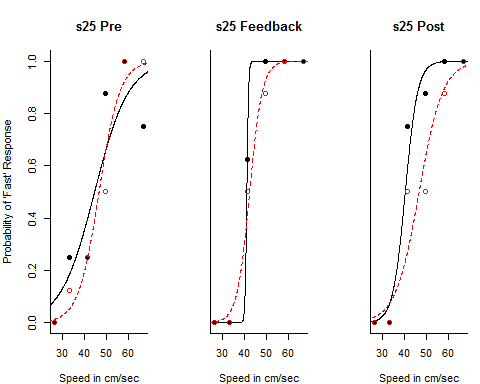 s25 Pre
s25 Feedback
s25 Post
Probability of 'Fast' Response
0.0
0.2
0.4
0.6
0.8
1.0
30 40 50 60
30 40 50 60
30 40 50 60
Speed in cm/sec
Speed in cm/sec
Speed in cm/sec